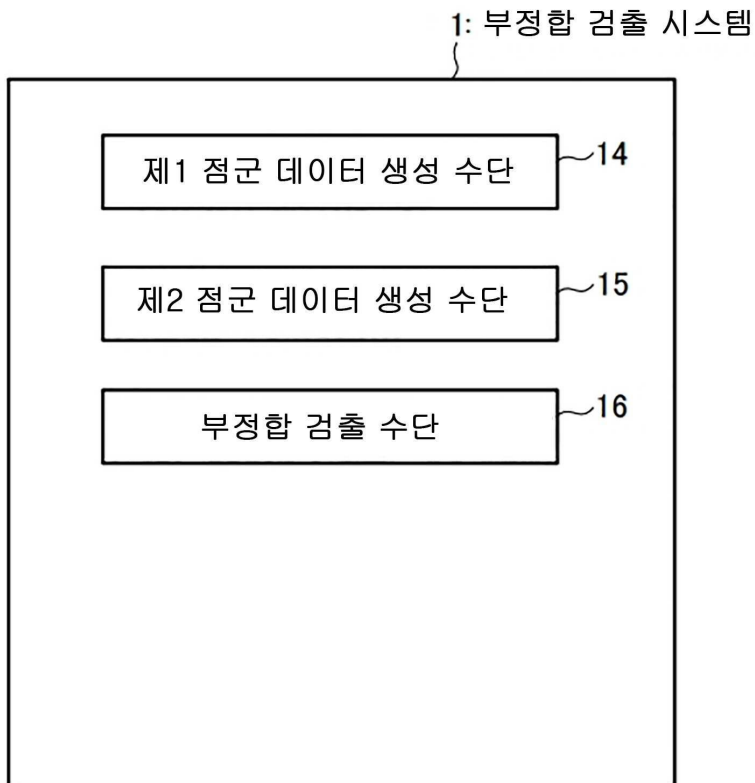 1: 부정합 검출 시스템
제1 점군 데이터 생성 수단
14
제2 점군 데이터 생성 수단
15
부정합 검출 수단
16